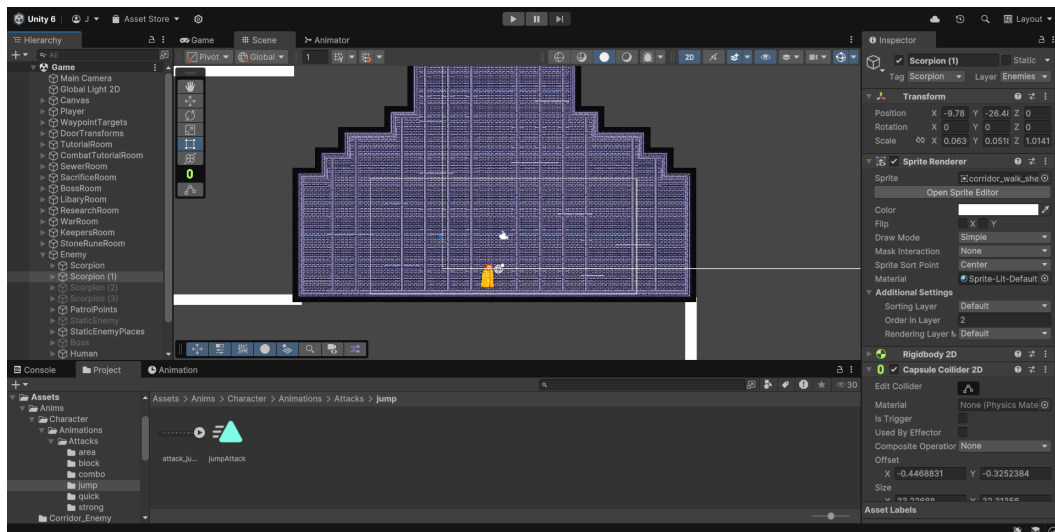 Unity 6 J Asset Store Layout
Hierarchy
All
Game
Main Camera
Global Light 2D
Canvas
Player
WaypointTargets
DoorTransforms
TutorialRoom
CombatTutorialRoom
SewerRoom
SacrificeRoom
BossRoom
LibaryRoom
ResearchRoom
WarRoom
KeepersRoom
StoneRuneRoom
Enemy
Scorpion
Scorpion (1)
Scorpion (2)
Scorpion (3)
PatrolPoints
StaticEnemy
StaticEnemyPlaces
Boss
Human
Game Scene Animator
Pivot Global 1 2D
Inspector
Scorpion (1) Static
Tag Scorpion Layer Enemies
Transform
Position X -9.78 Y -26.48 Z 0
Rotation X 0 Y 0 Z 0
Scale X 0.063 Y 0.0518 Z 1.0141
Sprite Renderer
Sprite corridor_walk_she
Open Sprite Editor
Color
Flip X Y
Draw Mode Simple
Mask Interaction None
Sprite Sort Point Center
Material Sprite-Lit-Default
Additional Settings
Sorting Layer Default
Order in Layer 2
Rendering Layer M Default
Rigidbody 2D
Capsule Collider 2D
Edit Collider
Material None (Physics Mate
Is Trigger
Used By Effector
Composite Operation None
Offset
X -0.4468831 Y -0.3252384
Size
Asset Labels
Console Project Animation
30
Assets
Anims
Character
Animations
Attacks
area
block
combo
jump
quick
strong
Corridor_Enemy
Assets > Anims > Character > Animations > Attacks > jump
attack_ju... jumpAttack